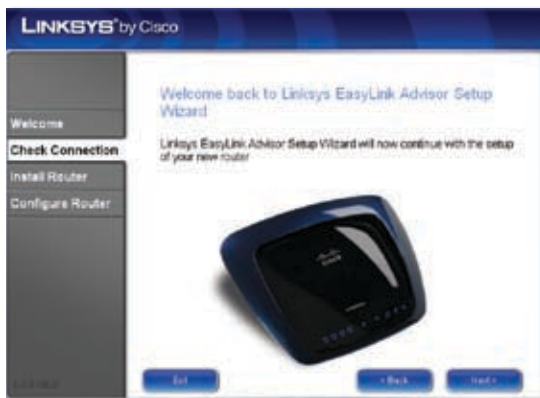 LINKSYS® by Cisco
Welcome
Check Connection
Install Router
Configure Router
Welcome back to Linksys EasyLink Advisor Setup
Wizard
Linksys EasyLink Advisor Setup Wizard will now continue with the setup
of your new router
CISCO
Exit
< Back
Next >